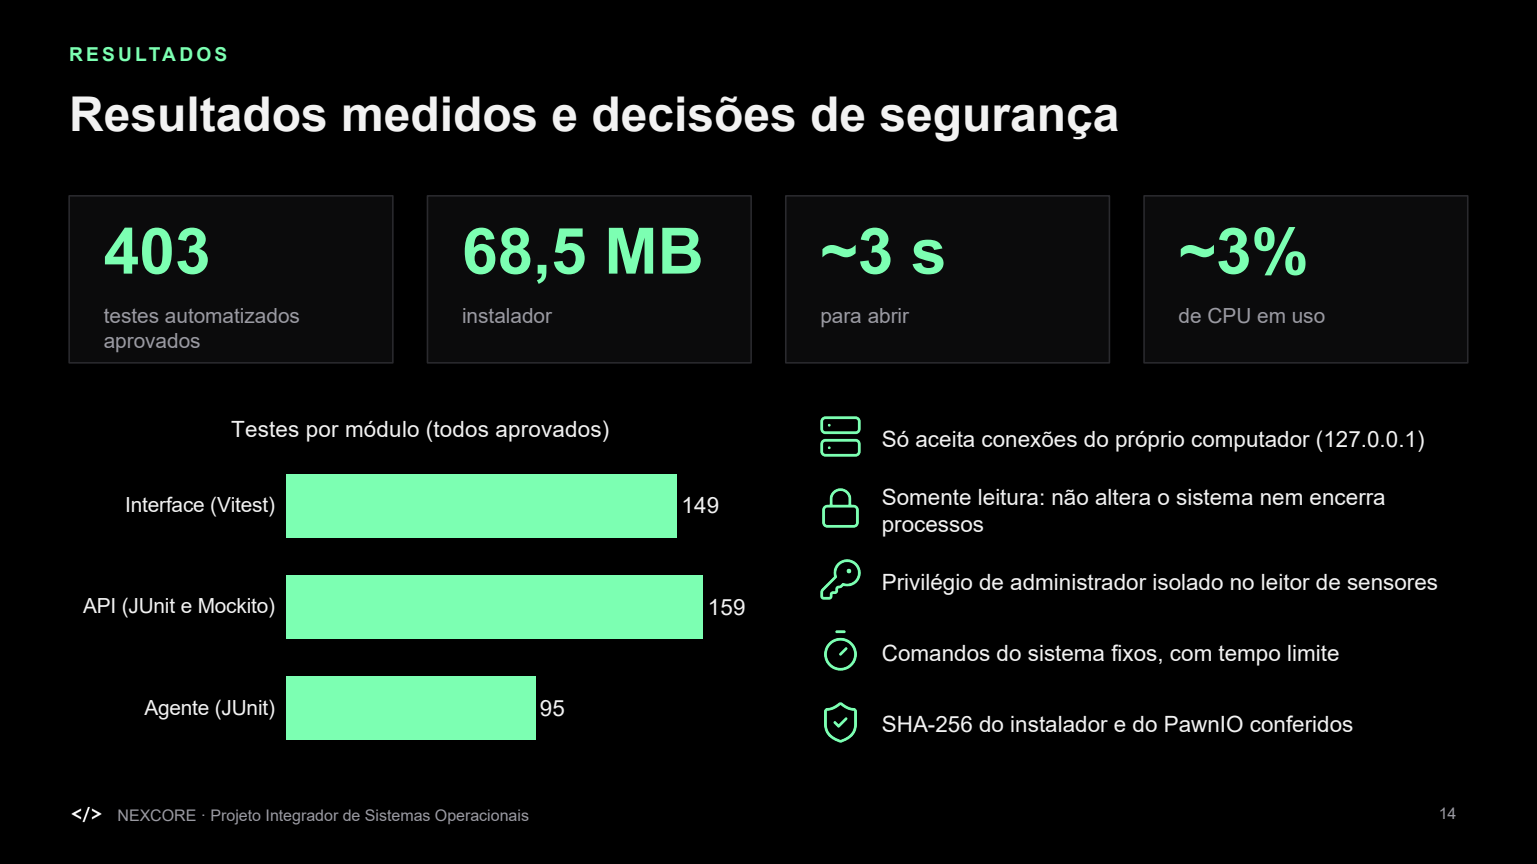 RESULTADOS
Resultados medidos e decisões de segurança
403
testes automatizados
aprovados
68,5 MB
instalador
~3 s
para abrir
~3%
de CPU em uso
Testes por módulo (todos aprovados)
Interface (Vitest)
149
API (JUnit e Mockito)
159
Agente (JUnit)
95
Só aceita conexões do próprio computador (127.0.0.1)
Somente leitura: não altera o sistema nem encerra
processos
Privilégio de administrador isolado no leitor de sensores
Comandos do sistema fixos, com tempo limite
SHA-256 do instalador e do PawnIO conferidos
</> NEXCORE · Projeto Integrador de Sistemas Operacionais
14